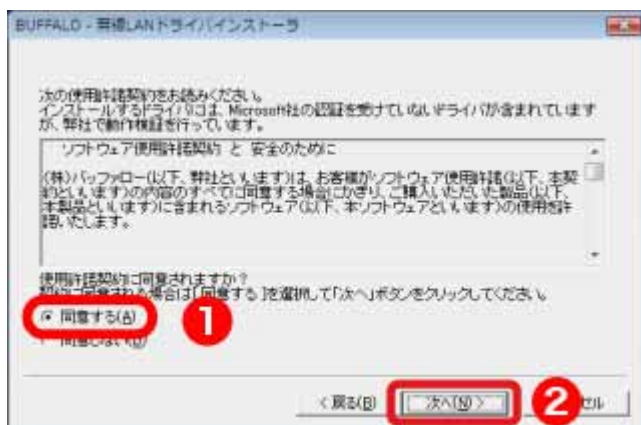 BUFFALO - 無線LANドライバインストーラ
次の使用許諾契約をお読みください。
インストールするドライバには、Microsoft社の認証を受けていないドライバが含まれています
が、弊社で動作検証を行っています。
ソフトウェア使用許諾契約 と 安全のために
(株)バッファロー(以下、弊社といいます)は、お客様がソフトウェア使用許諾(以下、本契
約といいます)の内容のすべてに同意する場合にかぎり、ご購入いただいた製品(以下、
本製品といいます)に含まれるソフトウェア(以下、本ソフトウェアといいます)の使用を許
諾いたします。
使用許諾契約に同意されますか?
契約に同意される場合は[同意する]を選択して「次へ」ボタンをクリックしてください。
同意する(A)
1
同意しない(D)
< 戻る(B)
次へ(N) >
2
セル